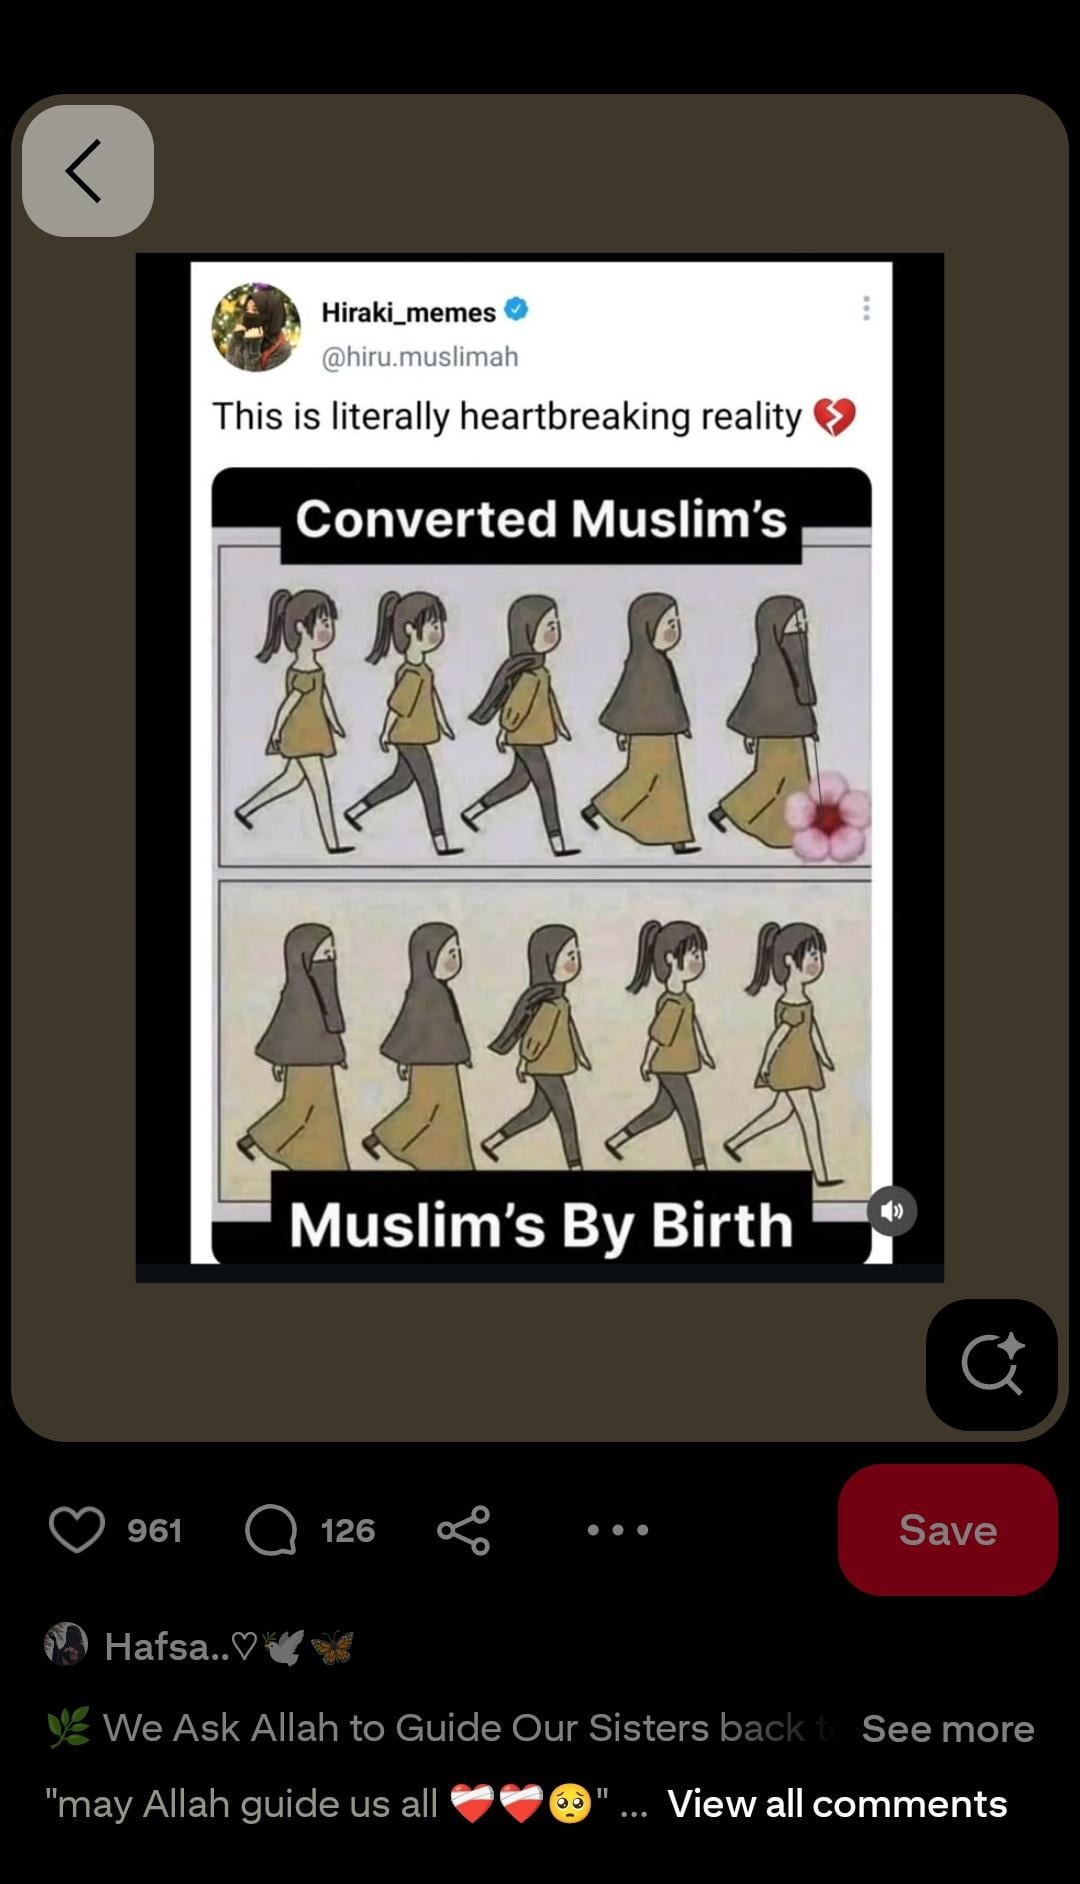 Hiraki_memes
@hiru.muslimah
This is literally heartbreaking reality 💔
Converted Muslim's
Muslim's By Birth
961
126
Save
Hafsa..♡🕊🦋
🌿 We Ask Allah to Guide Our Sisters back See more
"may Allah guide us all ❤️‍🩹❤️‍🩹🥺" ... View all comments